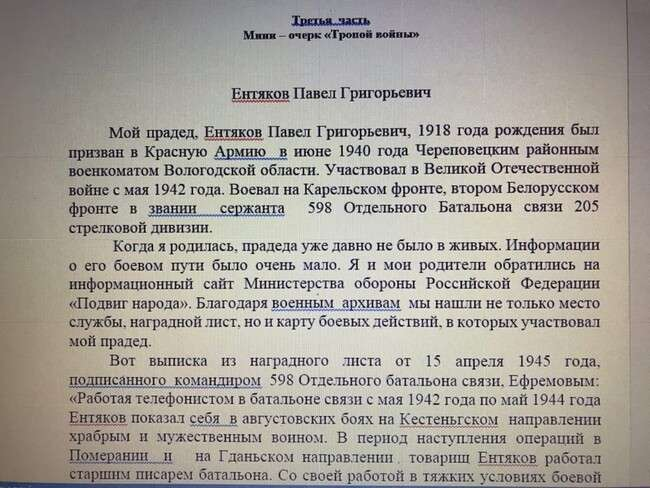 Третья часть
Мини – очерк «Тропой войны»
Ентяков Павел Григорьевич
Мой прадед, Ентяков Павел Григорьевич, 1918 года рождения был
призван в Красную Армию в июне 1940 года Череповецким районным
военкоматом Вологодской области. Участвовал в Великой Отечественной
войне с мая 1942 года. Воевал на Карельском фронте, втором Белорусском
фронте в звании сержанта 598 Отдельного Батальона связи 205
стрелковой дивизии.
Когда я родилась, прадеда уже давно не было в живых. Информации
о его боевом пути было очень мало. Я и мои родители обратились на
информационный сайт Министерства обороны Российской Федерации
«Подвиг народа». Благодаря военным архивам мы нашли не только место
службы, наградной лист, но и карту боевых действий, в которых участвовал
мой прадед.
Вот выписка из наградного листа от 15 апреля 1945 года,
подписанного командиром 598 Отдельного батальона связи, Ефремовым:
«Работая телефонистом в батальоне связи с мая 1942 года по май 1944 года
Ентяков показал себя в августовских боях на Кестеньгском направлении
храбрым и мужественным воином. В период наступления операций в
Померании и на Гданьском направлении товарищ Ентяков работал
старшим писарем батальона. Со своей работой в тяжких условиях боевой